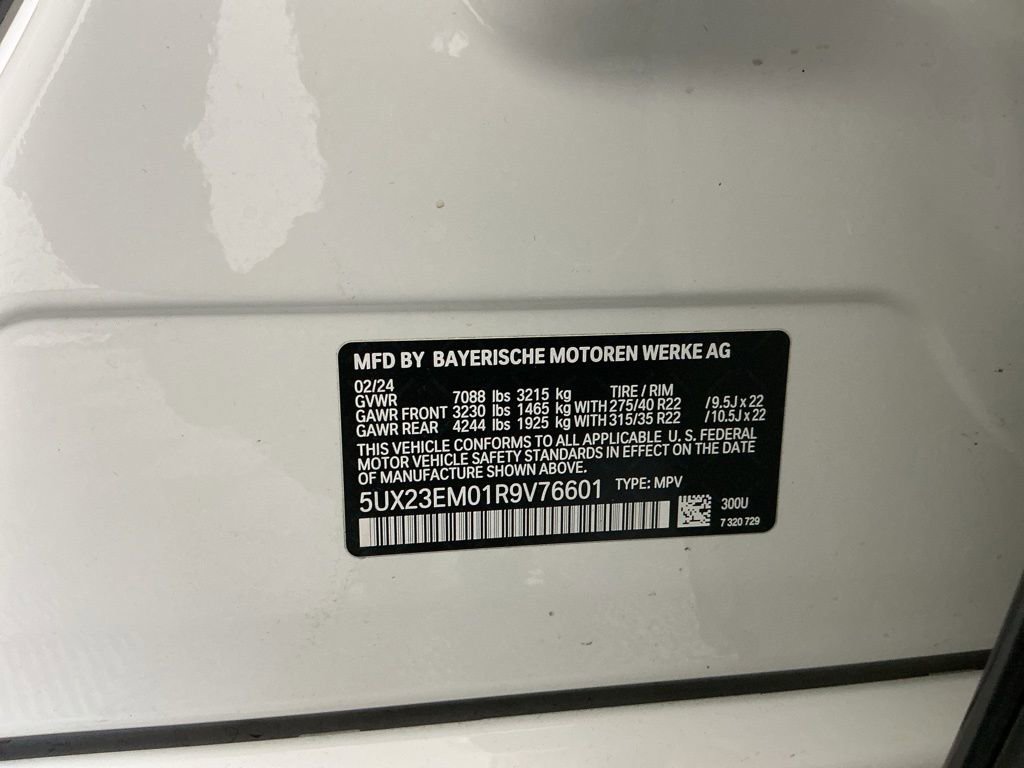 MFD BY BAYERISCHE MOTOREN WERKE AG
02/24 TIRE / RIM
GVWR 7088 lbs 3215 kg
GAWR FRONT 3230 lbs 1465 kg WITH 275/40 R22 /9.5J x 22
GAWR REAR 4244 lbs 1925 kg WITH 315/35 R22 /10.5J x 22
THIS VEHICLE CONFORMS TO ALL APPLICABLE U. S. FEDERAL
MOTOR VEHICLE SAFETY STANDARDS IN EFFECT ON THE DATE
OF MANUFACTURE SHOWN ABOVE.
5UX23EM01R9V76601 TYPE: MPV
300U
7 320 729